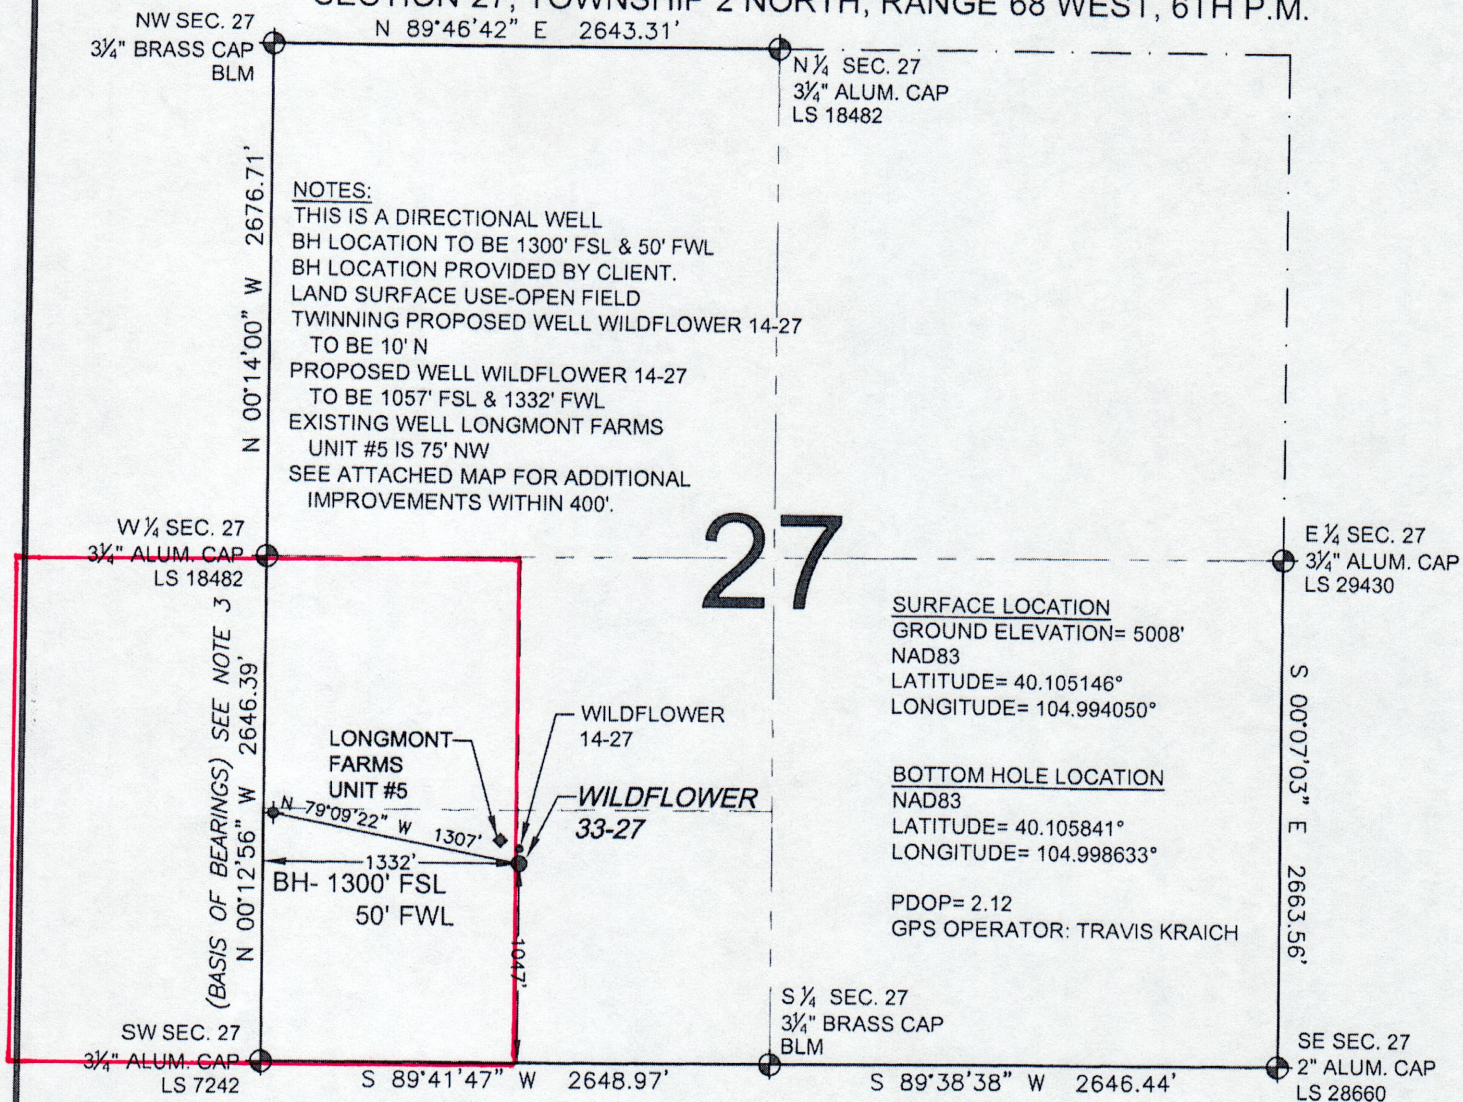 SECTION 27, TOWNSHIP 2 NORTH, RANGE 68 WEST, 6TH P.M.
NW SEC. 27
3¼" BRASS CAP
BLM
N 89°46'42" E 2643.31'
N ¼ SEC. 27
3¼" ALUM. CAP
LS 18482
N 00°14'00" W 2676.71'
NOTES:
THIS IS A DIRECTIONAL WELL
BH LOCATION TO BE 1300' FSL & 50' FWL
BH LOCATION PROVIDED BY CLIENT.
LAND SURFACE USE-OPEN FIELD
TWINNING PROPOSED WELL WILDFLOWER 14-27
TO BE 10' N
PROPOSED WELL WILDFLOWER 14-27
TO BE 1057' FSL & 1332' FWL
EXISTING WELL LONGMONT FARMS
UNIT #5 IS 75' NW
SEE ATTACHED MAP FOR ADDITIONAL
IMPROVEMENTS WITHIN 400'.
W ¼ SEC. 27
3¼" ALUM. CAP
LS 18482
27
E ¼ SEC. 27
3¼" ALUM. CAP
LS 29430
(BASIS OF BEARINGS) SEE NOTE 3
N 00°12'56" W 2646.39'
SURFACE LOCATION
GROUND ELEVATION= 5008'
NAD83
LATITUDE= 40.105146°
LONGITUDE= 104.994050°
S 00°07'03" E 2663.56'
LONGMONT
FARMS
UNIT #5
WILDFLOWER
14-27
WILDFLOWER
33-27
N 79°09'22" W 1307'
1332'
BH- 1300' FSL
50' FWL
1047'
BOTTOM HOLE LOCATION
NAD83
LATITUDE= 40.105841°
LONGITUDE= 104.998633°
PDOP= 2.12
GPS OPERATOR: TRAVIS KRAICH
SW SEC. 27
3¼" ALUM. CAP
LS 7242
S 89°41'47" W 2648.97'
S ¼ SEC. 27
3¼" BRASS CAP
BLM
S 89°38'38" W 2646.44'
SE SEC. 27
2" ALUM. CAP
LS 28660